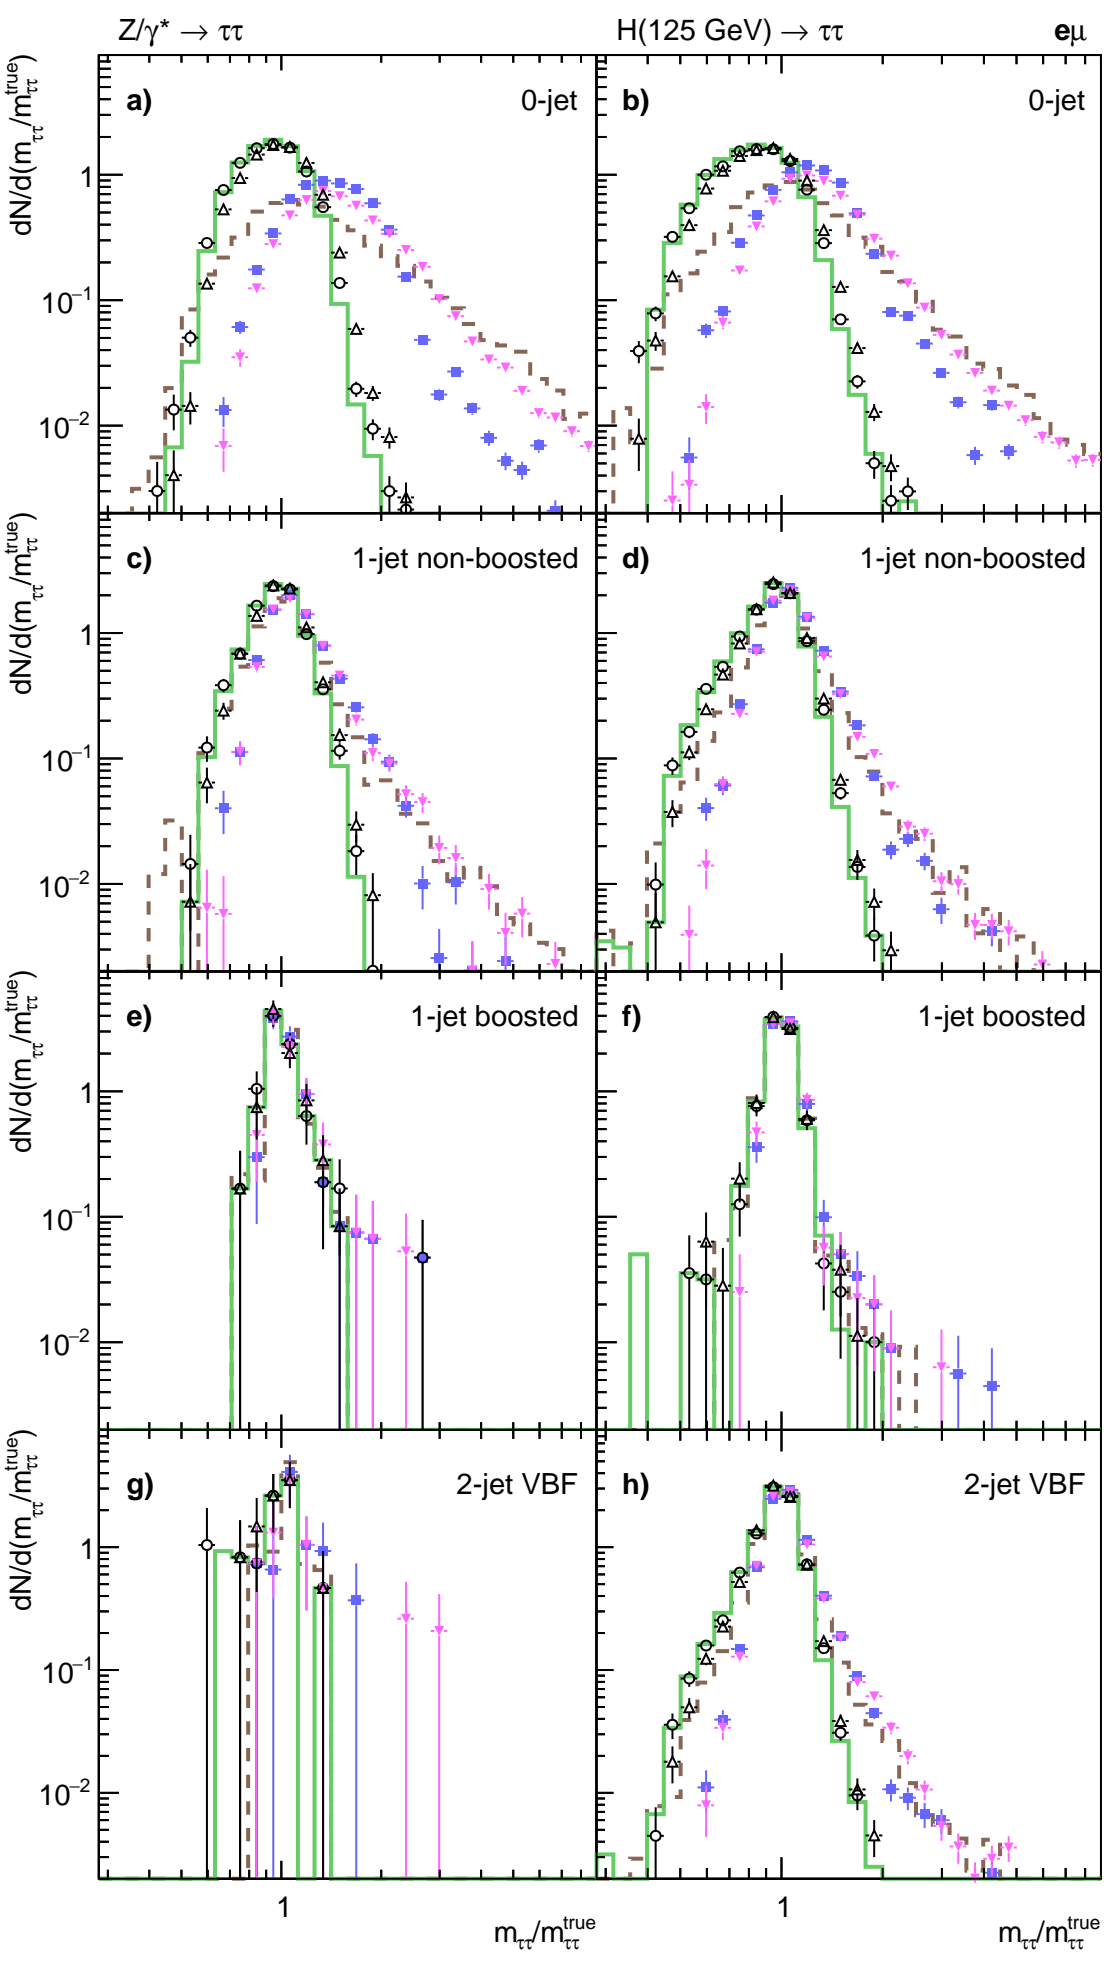 Z/γ* → ττ
H(125 GeV) → ττ
eμ
a)
0-jet
b)
0-jet
dN/d(m_ττ/m_ττ^true)
1
10⁻¹
10⁻²
c)
1-jet non-boosted
d)
1-jet non-boosted
dN/d(m_ττ/m_ττ^true)
1
10⁻¹
10⁻²
e)
1-jet boosted
f)
1-jet boosted
dN/d(m_ττ/m_ττ^true)
1
10⁻¹
10⁻²
g)
2-jet VBF
h)
2-jet VBF
dN/d(m_ττ/m_ττ^true)
1
10⁻¹
10⁻²
1
1
m_ττ/m_ττ^true
m_ττ/m_ττ^true